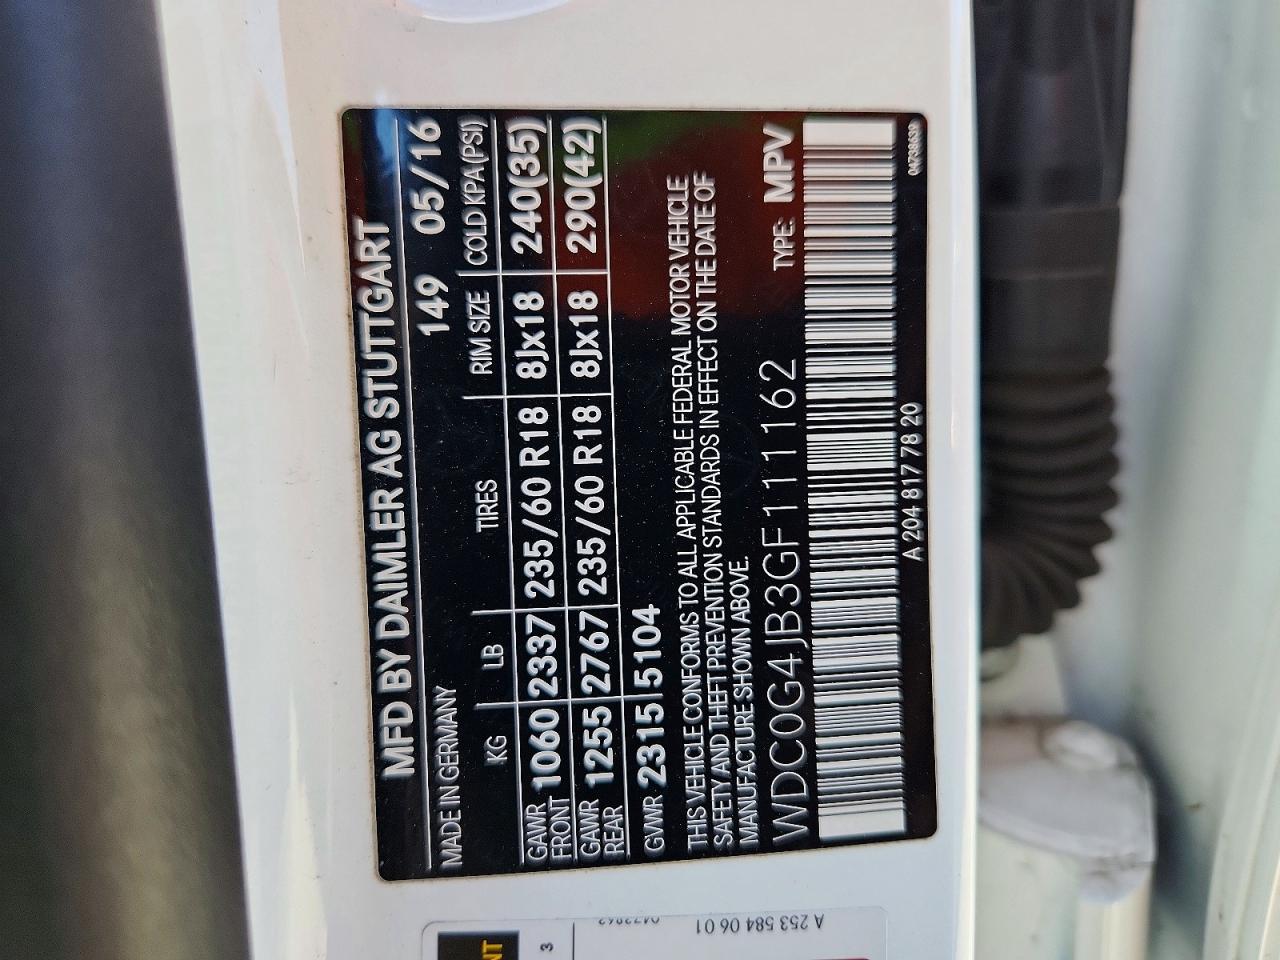 MFD BY DAIMLER AG STUTTGART
MADE IN GERMANY 149 05/16
KG LB TIRES RIM SIZE COLD KPA(PSI)
GAWR FRONT 1060 2337 235/60 R18 8Jx18 240(35)
GAWR REAR 1255 2767 235/60 R18 8Jx18 290(42)
GVWR 2315 5104
THIS VEHICLE CONFORMS TO ALL APPLICABLE FEDERAL MOTOR VEHICLE
SAFETY AND THEFT PREVENTION STANDARDS IN EFFECT ON THE DATE OF
MANUFACTURE SHOWN ABOVE.
WDC0G4JB3GF111162 TYPE: MPV
A 204 817 78 20
04738639
A 253 584 06 01
3
NT